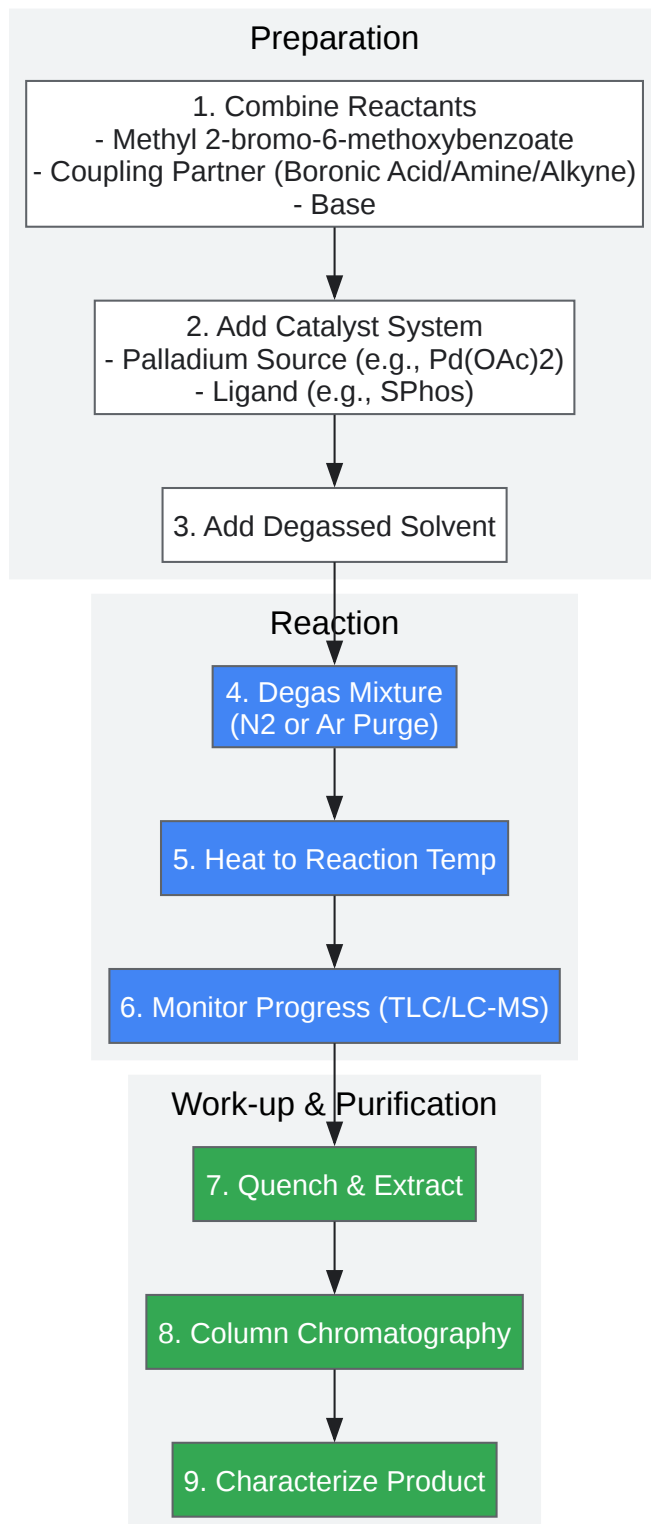 Preparation
1. Combine Reactants
- Methyl 2-bromo-6-methoxybenzoate
- Coupling Partner (Boronic Acid/Amine/Alkyne)
- Base
2. Add Catalyst System
- Palladium Source (e.g., Pd(OAc)2)
- Ligand (e.g., SPhos)
3. Add Degassed Solvent
Reaction
4. Degas Mixture
(N2 or Ar Purge)
5. Heat to Reaction Temp
6. Monitor Progress (TLC/LC-MS)
Work-up & Purification
7. Quench & Extract
8. Column Chromatography
9. Characterize Product